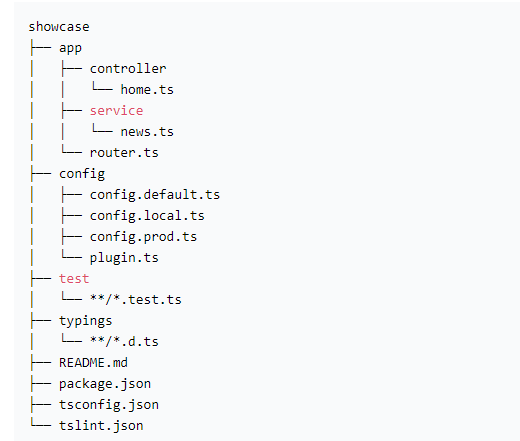 showcase
├── app
│   ├── controller
│   │   └── home.ts
│   ├── service
│   │   └── news.ts
│   └── router.ts
├── config
│   ├── config.default.ts
│   ├── config.local.ts
│   ├── config.prod.ts
│   └── plugin.ts
├── test
│   └── **/*.test.ts
├── typings
│   └── **/*.d.ts
├── README.md
├── package.json
├── tsconfig.json
└── tslint.json